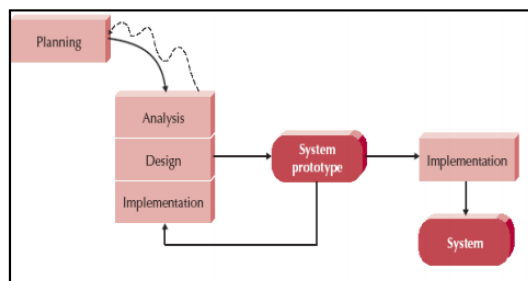 Planning
Analysis
Design
Implementation
System
prototype
Implementation
System